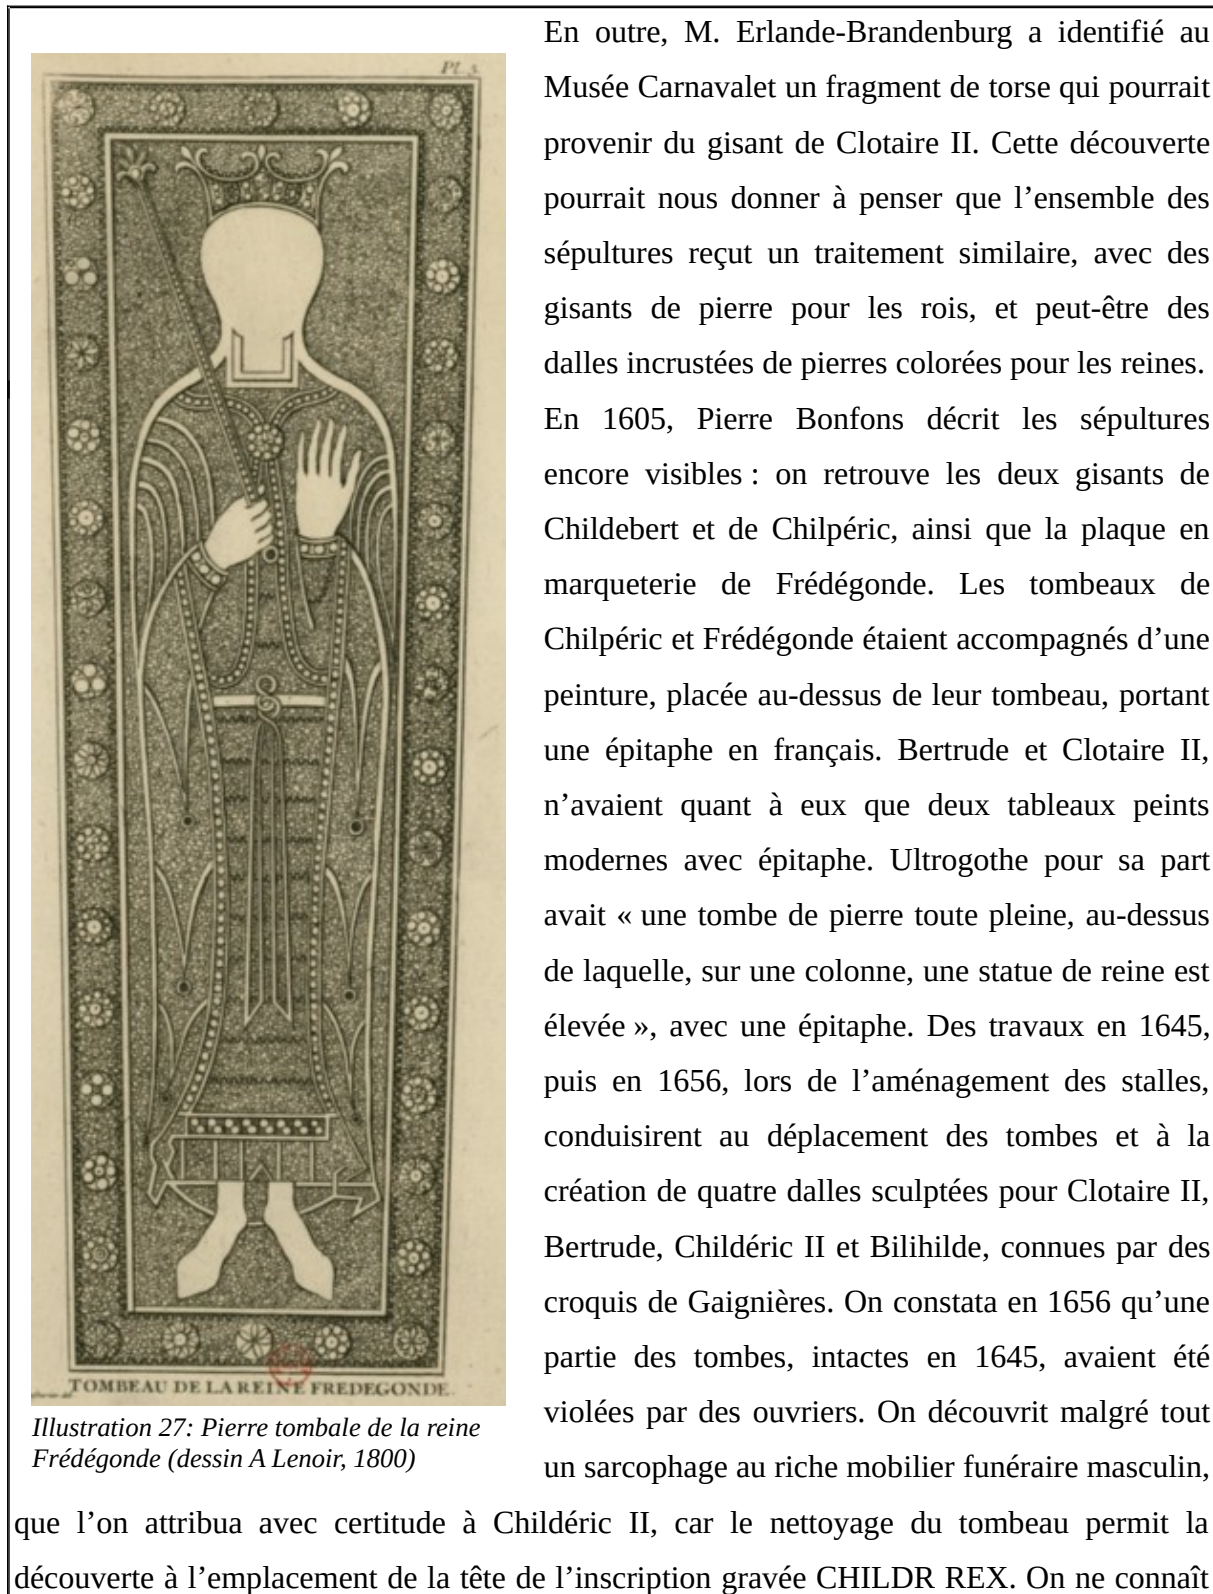 En outre, M. Erlande-Brandenburg a identifié au
Musée Carnavalet un fragment de torse qui pourrait
provenir du gisant de Clotaire II. Cette découverte
pourrait nous donner à penser que l’ensemble des
sépultures reçut un traitement similaire, avec des
gisants de pierre pour les rois, et peut-être des
dalles incrustées de pierres colorées pour les reines.
En 1605, Pierre Bonfons décrit les sépultures
encore visibles : on retrouve les deux gisants de
Childebert et de Chilpéric, ainsi que la plaque en
marqueterie de Frédégonde. Les tombeaux de
Chilpéric et Frédégonde étaient accompagnés d’une
peinture, placée au-dessus de leur tombeau, portant
une épitaphe en français. Bertrude et Clotaire II,
n’avaient quant à eux que deux tableaux peints
modernes avec épitaphe. Ultrogothe pour sa part
avait « une tombe de pierre toute pleine, au-dessus
de laquelle, sur une colonne, une statue de reine est
élevée », avec une épitaphe. Des travaux en 1645,
puis en 1656, lors de l’aménagement des stalles,
conduisirent au déplacement des tombes et à la
création de quatre dalles sculptées pour Clotaire II,
Bertrude, Childéric II et Bilihilde, connues par des
croquis de Gaignières. On constata en 1656 qu’une
partie des tombes, intactes en 1645, avaient été
violées par des ouvriers. On découvrit malgré tout
un sarcophage au riche mobilier funéraire masculin,
que l’on attribua avec certitude à Childéric II, car le nettoyage du tombeau permit la
découverte à l’emplacement de la tête de l’inscription gravée CHILDR REX. On ne connaît
Pl. 3.
TOMBEAU DE LA REINE FREDEGONDE.
Illustration 27: Pierre tombale de la reine
Frédégonde (dessin A Lenoir, 1800)